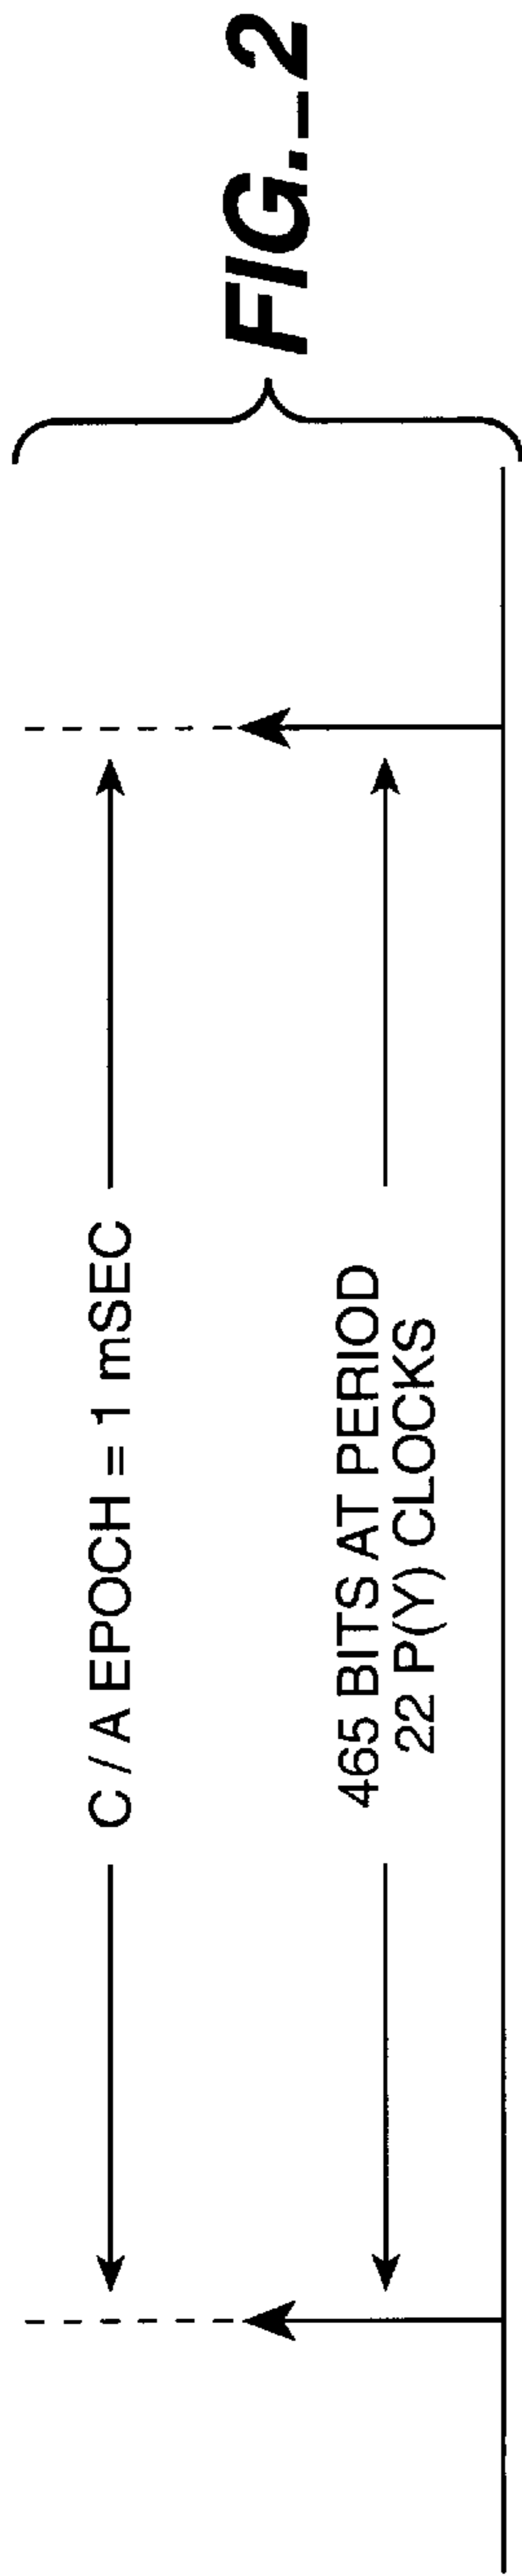 C / A EPOCH = 1 mSEC
465 BITS AT PERIOD
22 P(Y) CLOCKS
FIG._2